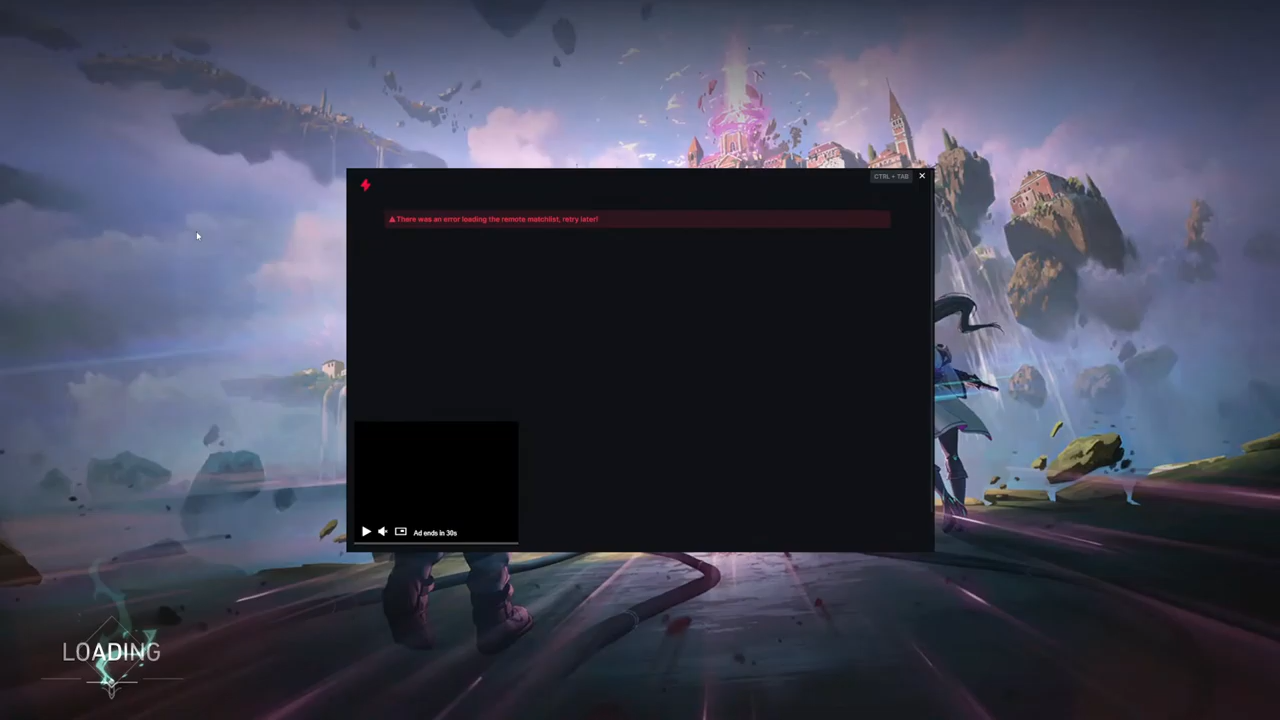 CTRL + TAB
There was an error loading the remote matchlist, retry later!
Ad ends in 30s
LOADING